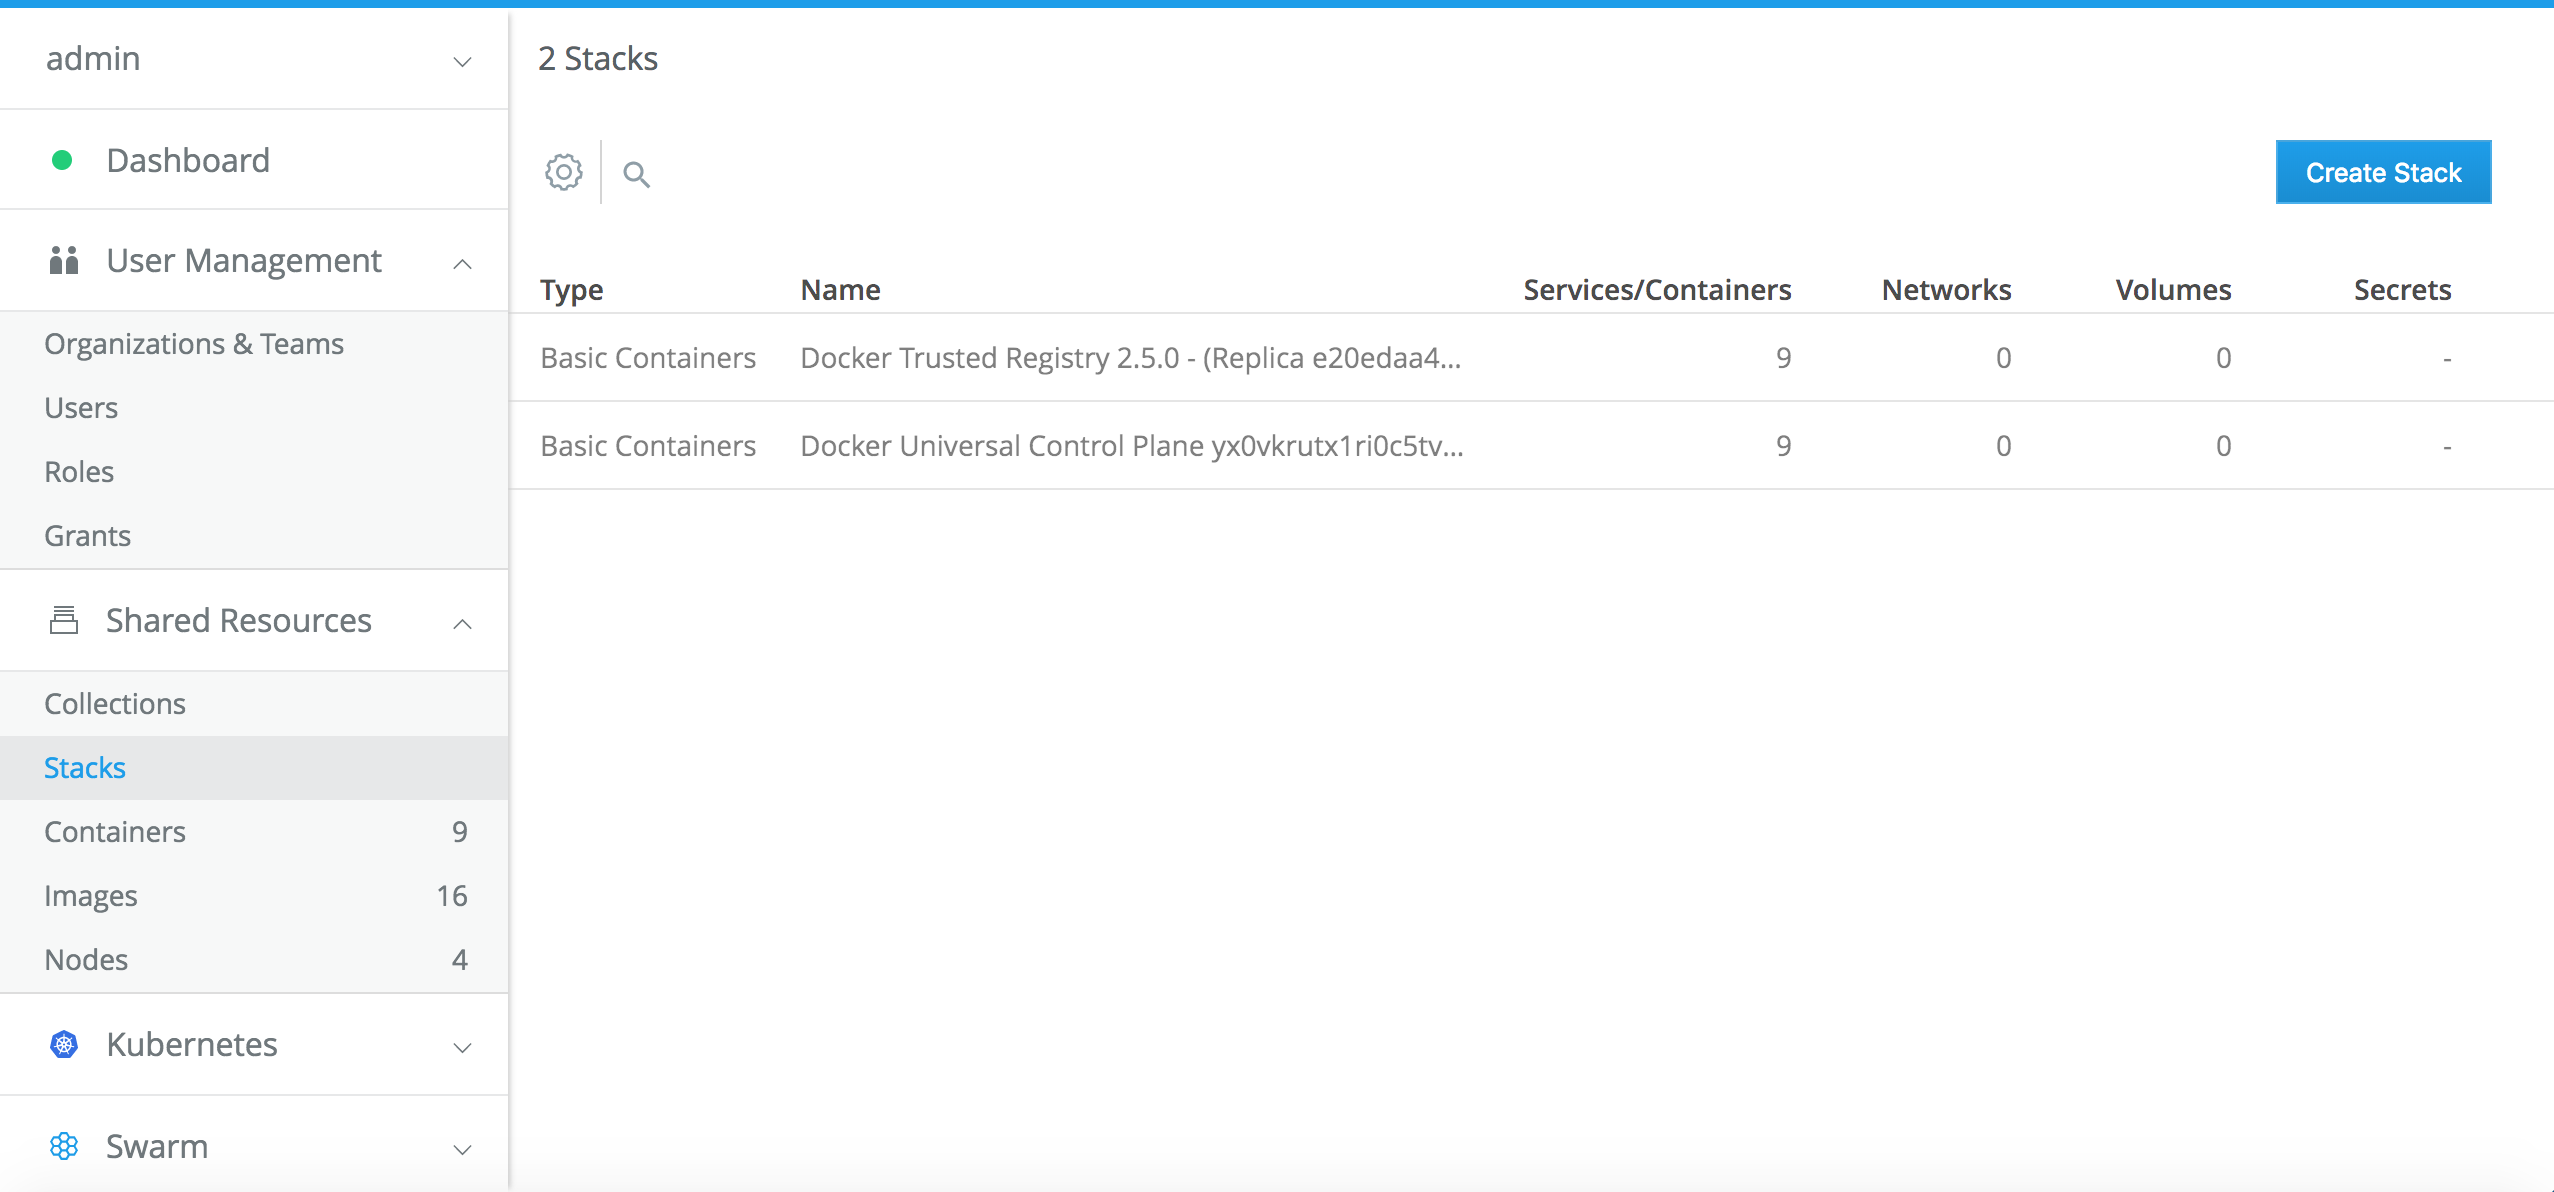 admin
Dashboard
User Management
Organizations & Teams
Users
Roles
Grants
Shared Resources
Collections
Stacks
Containers 9
Images 16
Nodes 4
Kubernetes
Swarm
2 Stacks
Create Stack
Type Name Services/Containers Networks Volumes Secrets
Basic Containers Docker Trusted Registry 2.5.0 - (Replica e20edaa4... 9 0 0 -
Basic Containers Docker Universal Control Plane yx0vkrutx1ri0c5tv... 9 0 0 -